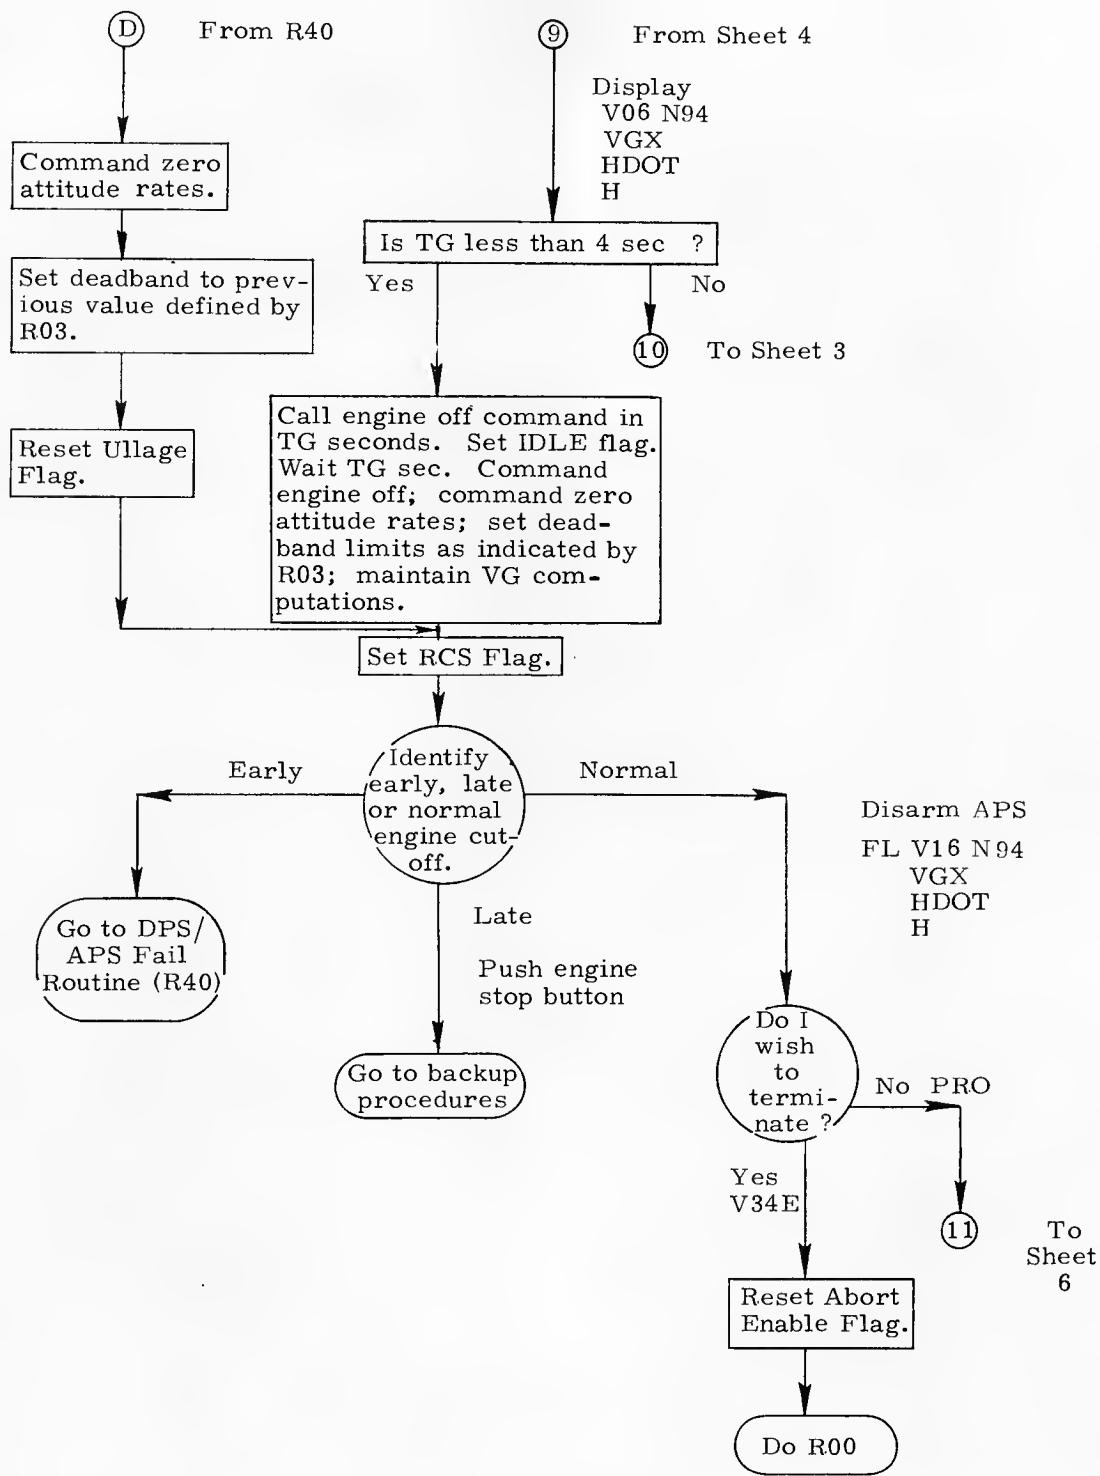 D From R40
Command zero
attitude rates.
Set deadband to prev-
ious value defined by
R03.
Reset Ullage
Flag.
9 From Sheet 4
Display
V06 N94
VGX
HDOT
H
Is TG less than 4 sec ?
Yes
No
10 To Sheet 3
Call engine off command in
TG seconds. Set IDLE flag.
Wait TG sec. Command
engine off; command zero
attitude rates; set dead-
band limits as indicated by
R03; maintain VG com-
putations.
Set RCS Flag.
Identify
early, late
or normal
engine cut-
off.
Early
Go to DPS/
APS Fail
Routine (R40)
Late
Push engine
stop button
Go to backup
procedures
Normal
Disarm APS
FL V16 N94
VGX
HDOT
H
Do I
wish
to
termi-
nate ?
No PRO
11
To
Sheet
6
Yes
V34E
Reset Abort
Enable Flag.
Do R00